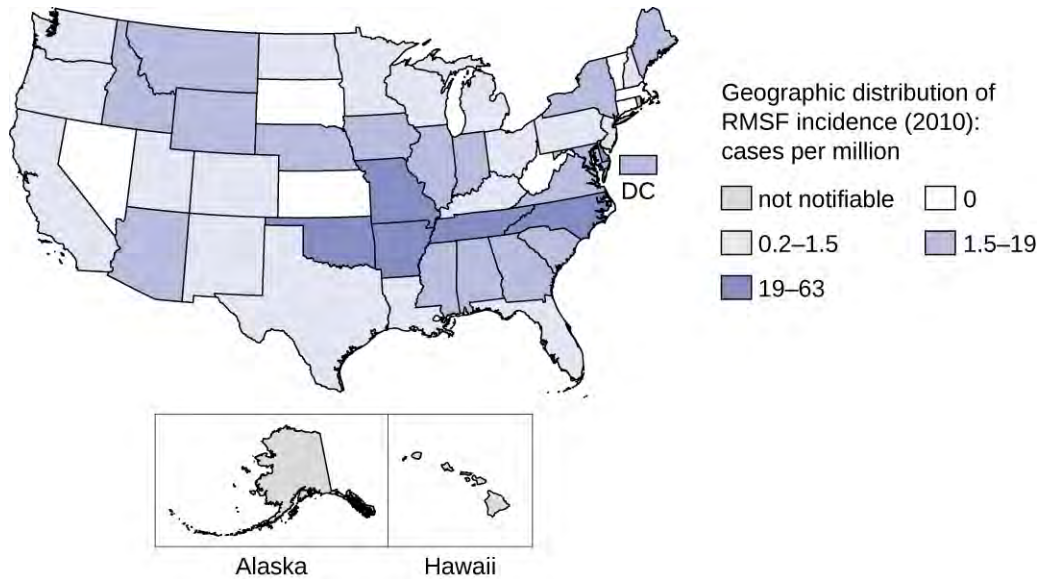 Geographic distribution of
RMSF incidence (2010):
cases per million
not notifiable
0
0.2–1.5
1.5–19
19–63
DC
Alaska
Hawaii